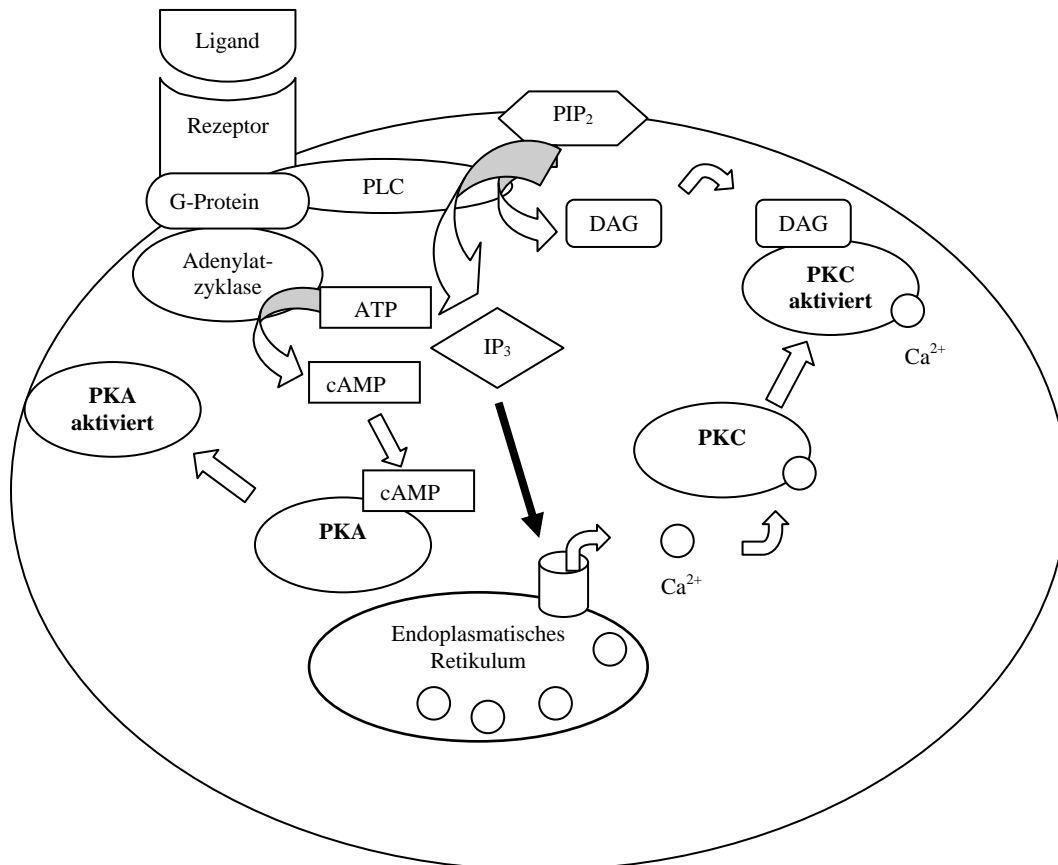 Ligand
Rezeptor
PIP₂
G-Protein
PLC
DAG
DAG
Adenylat-
zyklase
ATP
PKC
aktiviert
IP₃
Ca²⁺
cAMP
PKA
aktiviert
PKC
cAMP
PKA
Ca²⁺
Endoplasmatisches
Retikulum